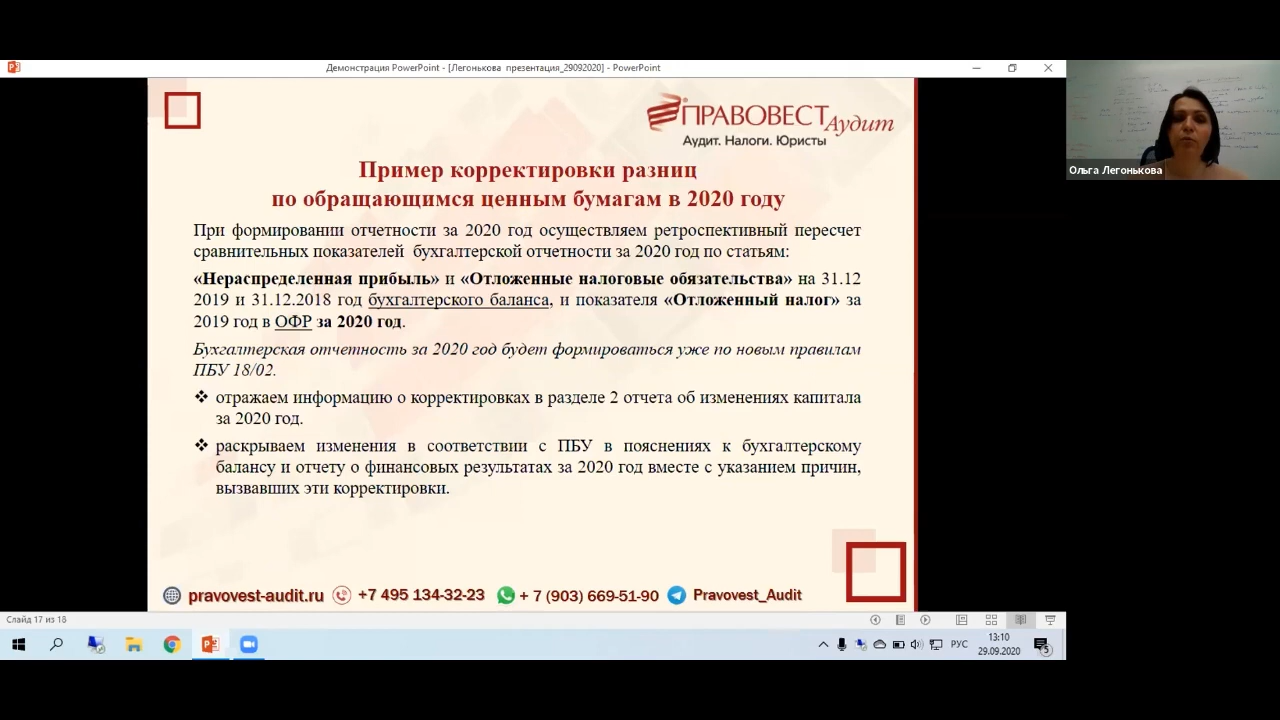 Демонстрация PowerPoint - [Легонькова презентация_29092020] - PowerPoint
ПРАВОВЕСТ Аудит
Аудит. Налоги. Юристы
Ольга Легонькова
Пример корректировки разниц
по обращающимся ценным бумагам в 2020 году
При формировании отчетности за 2020 год осуществляем ретроспективный пересчет
сравнительных показателей бухгалтерской отчетности за 2020 год по статьям:
«Нераспределенная прибыль» и «Отложенные налоговые обязательства» на 31.12
2019 и 31.12.2018 год бухгалтерского баланса, и показателя «Отложенный налог» за
2019 год в ОФР за 2020 год.
Бухгалтерская отчетность за 2020 год будет формироваться уже по новым правилам
ПБУ 18/02.
❖ отражаем информацию о корректировках в разделе 2 отчета об изменениях капитала
за 2020 год.
❖ раскрываем изменения в соответствии с ПБУ в пояснениях к бухгалтерскому
балансу и отчету о финансовых результатах за 2020 год вместе с указанием причин,
вызвавших эти корректировки.
pravovest-audit.ru +7 495 134-32-23 + 7 (903) 669-51-90 Pravovest_Audit
Слайд 17 из 18
РУС
13:10
29.09.2020
5